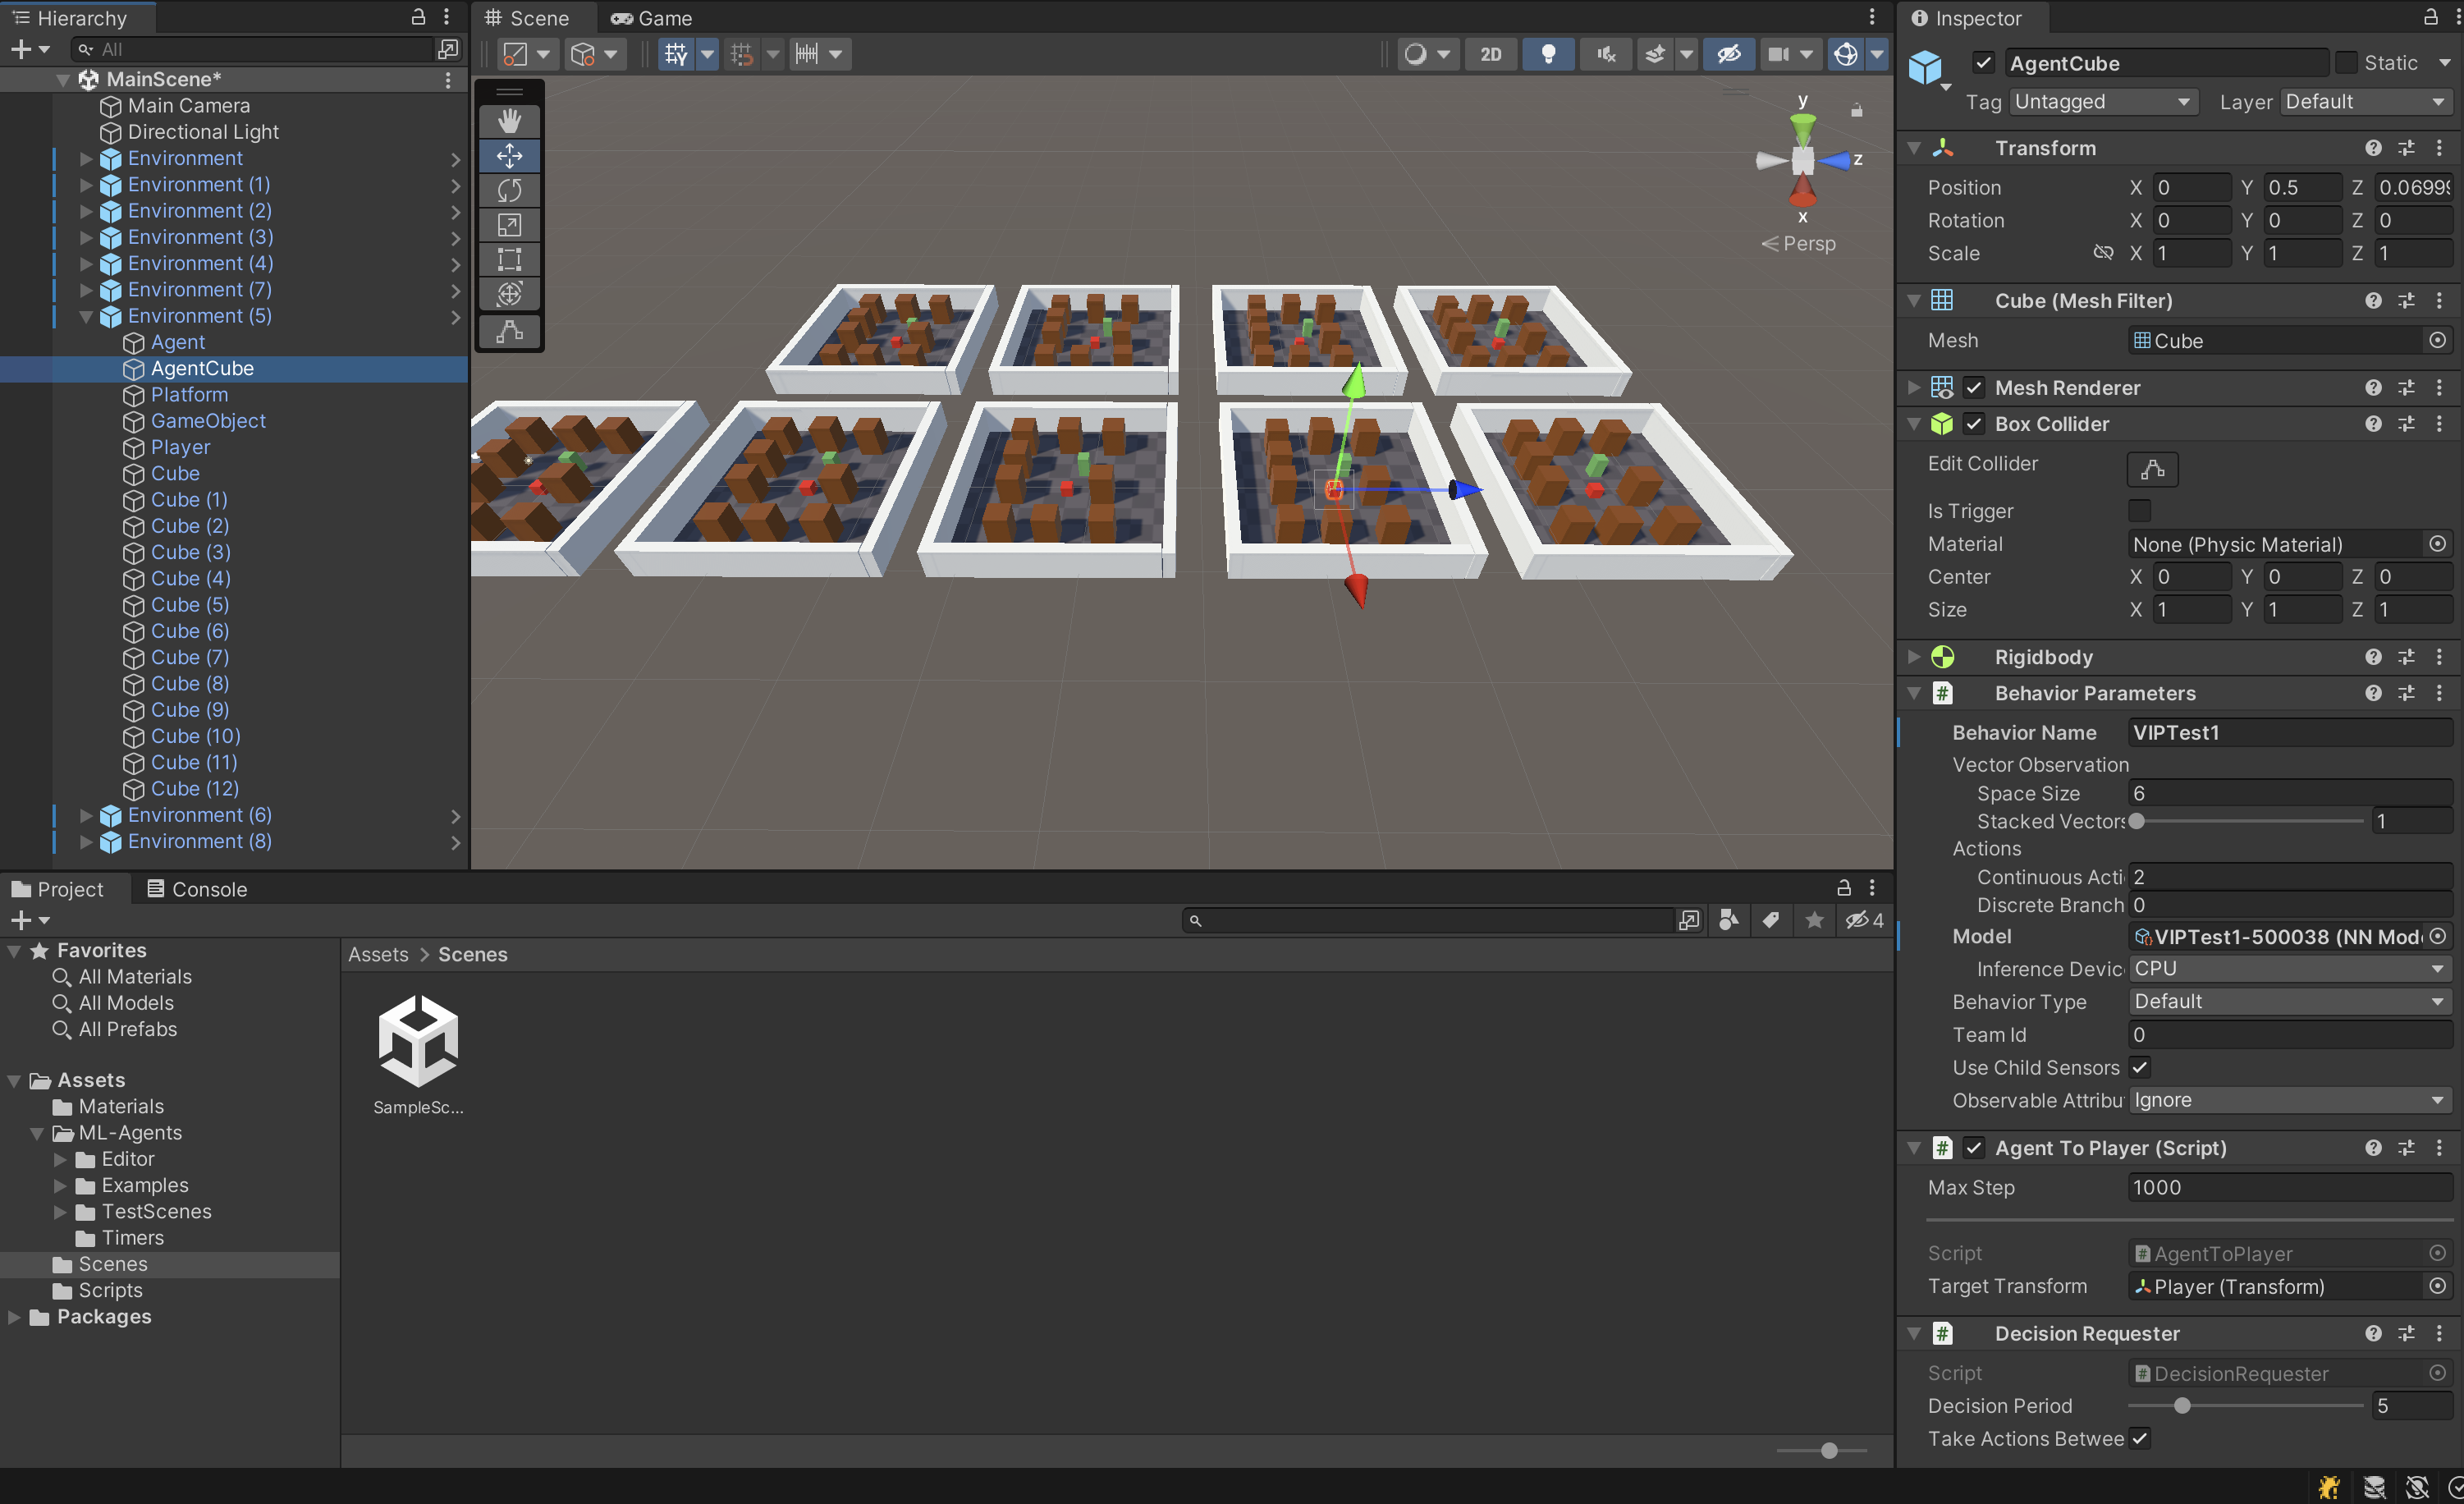 Hierarchy
All
MainScene*
Main Camera
Directional Light
Environment
Environment (1)
Environment (2)
Environment (3)
Environment (4)
Environment (7)
Environment (5)
Agent
AgentCube
Platform
GameObject
Player
Cube
Cube (1)
Cube (2)
Cube (3)
Cube (4)
Cube (5)
Cube (6)
Cube (7)
Cube (8)
Cube (9)
Cube (10)
Cube (11)
Cube (12)
Environment (6)
Environment (8)
Scene Game
2D
y
z
x
Persp
Project Console
4
Favorites
All Materials
All Models
All Prefabs
Assets
Materials
ML-Agents
Editor
Examples
TestScenes
Timers
Scenes
Scripts
Packages
Assets > Scenes
SampleSc...
Inspector
AgentCube Static
Tag Untagged Layer Default
Transform
Position X 0 Y 0.5 Z 0.0699
Rotation X 0 Y 0 Z 0
Scale X 1 Y 1 Z 1
Cube (Mesh Filter)
Mesh Cube
Mesh Renderer
Box Collider
Edit Collider
Is Trigger
Material None (Physic Material)
Center X 0 Y 0 Z 0
Size X 1 Y 1 Z 1
Rigidbody
# Behavior Parameters
Behavior Name VIPTest1
Vector Observation
Space Size 6
Stacked Vectors 1
Actions
Continuous Acti 2
Discrete Branch 0
Model VIPTest1-500038 (NN Mod
Inference Devic CPU
Behavior Type Default
Team Id 0
Use Child Sensors
Observable Attribu Ignore
# Agent To Player (Script)
Max Step 1000
Script # AgentToPlayer
Target Transform Player (Transform)
# Decision Requester
Script # DecisionRequester
Decision Period 5
Take Actions Betwee